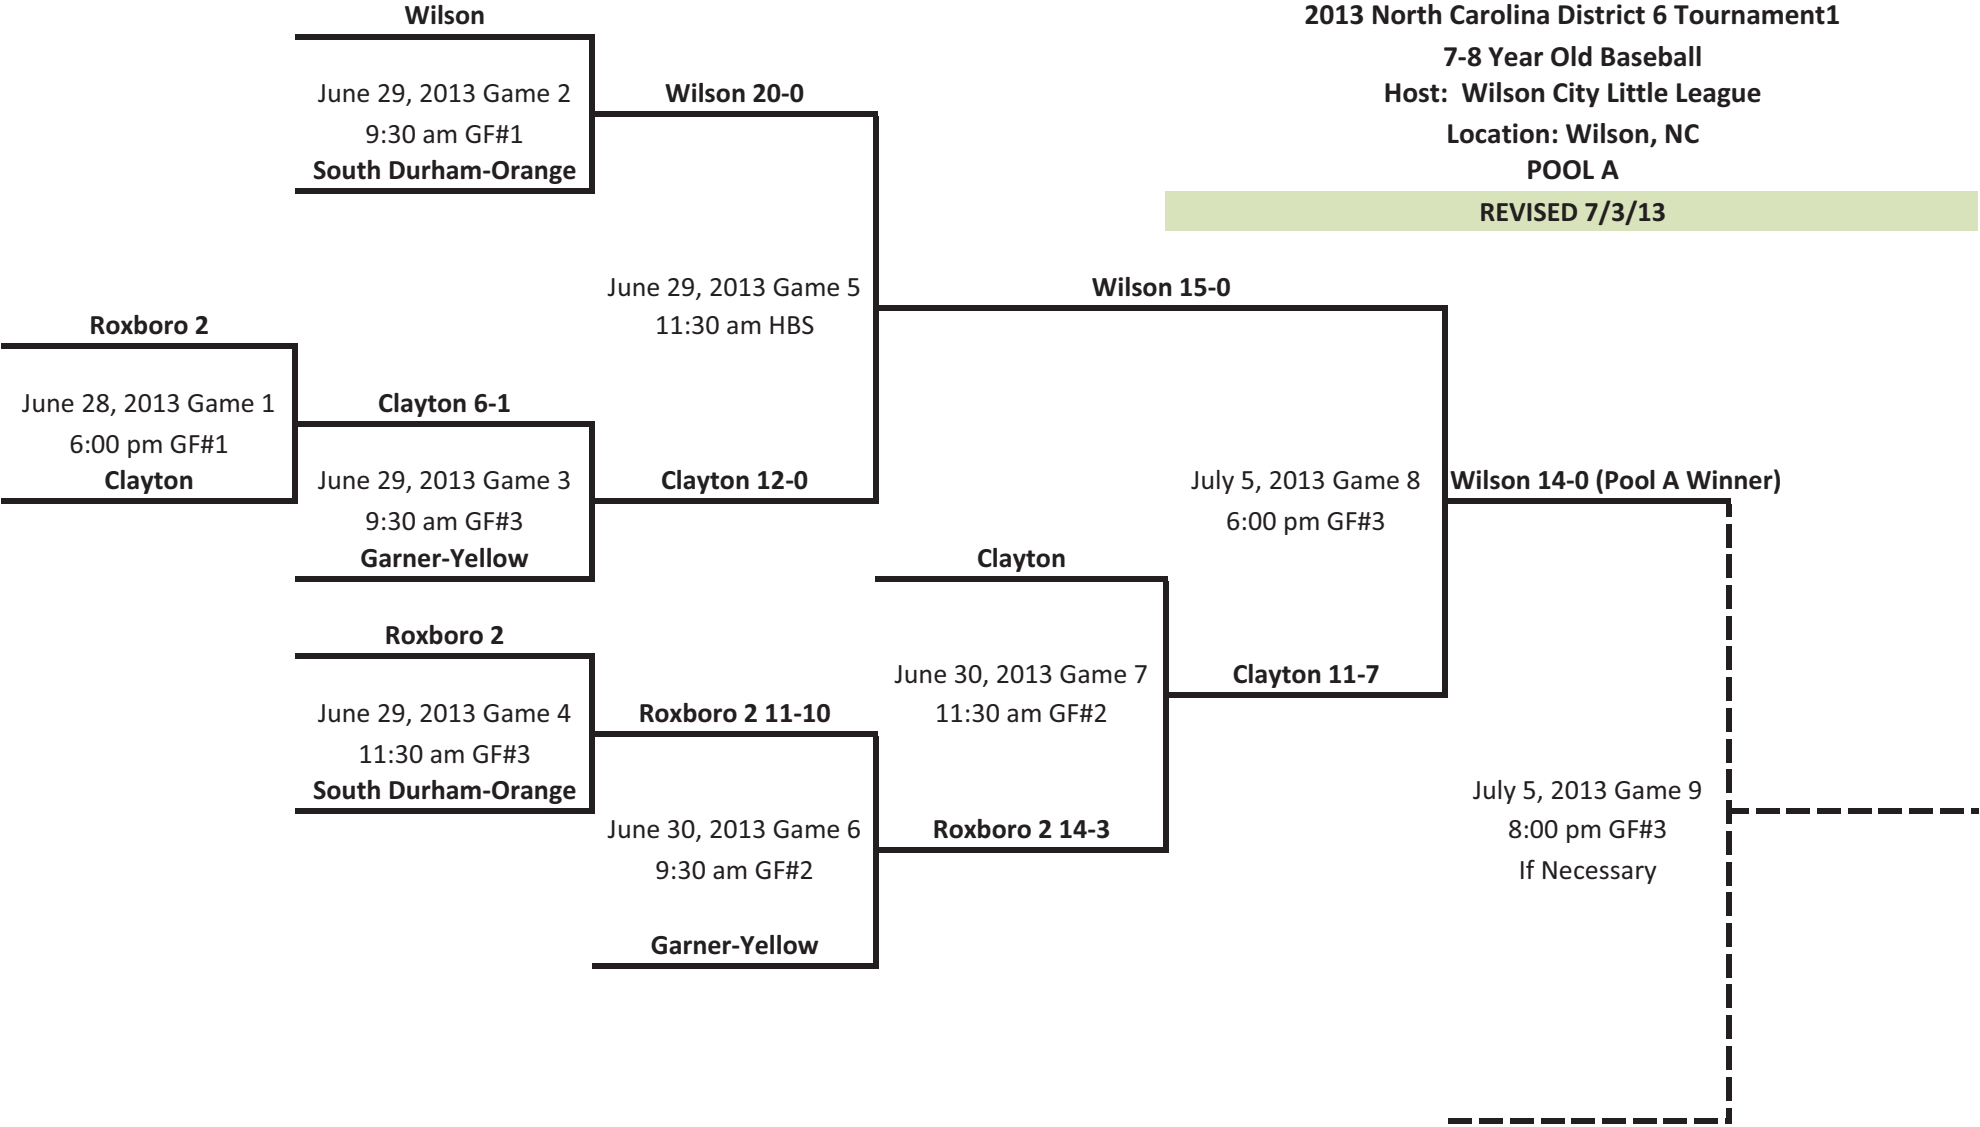 Wilson
2013 North Carolina District 6 Tournament1
7-8 Year Old Baseball
June 29, 2013 Game 2
Wilson 20-0
Host:  Wilson City Little League
9:30 am GF#1
Location: Wilson, NC
South Durham-Orange
POOL A
REVISED 7/3/13
June 29, 2013 Game 5
Wilson 15-0
Roxboro 2
11:30 am HBS
June 28, 2013 Game 1
Clayton 6-1
6:00 pm GF#1
Clayton
June 29, 2013 Game 3
Clayton 12-0
July 5, 2013 Game 8
Wilson 14-0 (Pool A Winner)
9:30 am GF#3
6:00 pm GF#3
Garner-Yellow
Clayton
Roxboro 2
June 30, 2013 Game 7
Clayton 11-7
June 29, 2013 Game 4
Roxboro 2 11-10
11:30 am GF#2
11:30 am GF#3
South Durham-Orange
July 5, 2013 Game 9
June 30, 2013 Game 6
Roxboro 2 14-3
8:00 pm GF#3
9:30 am GF#2
If Necessary
Garner-Yellow